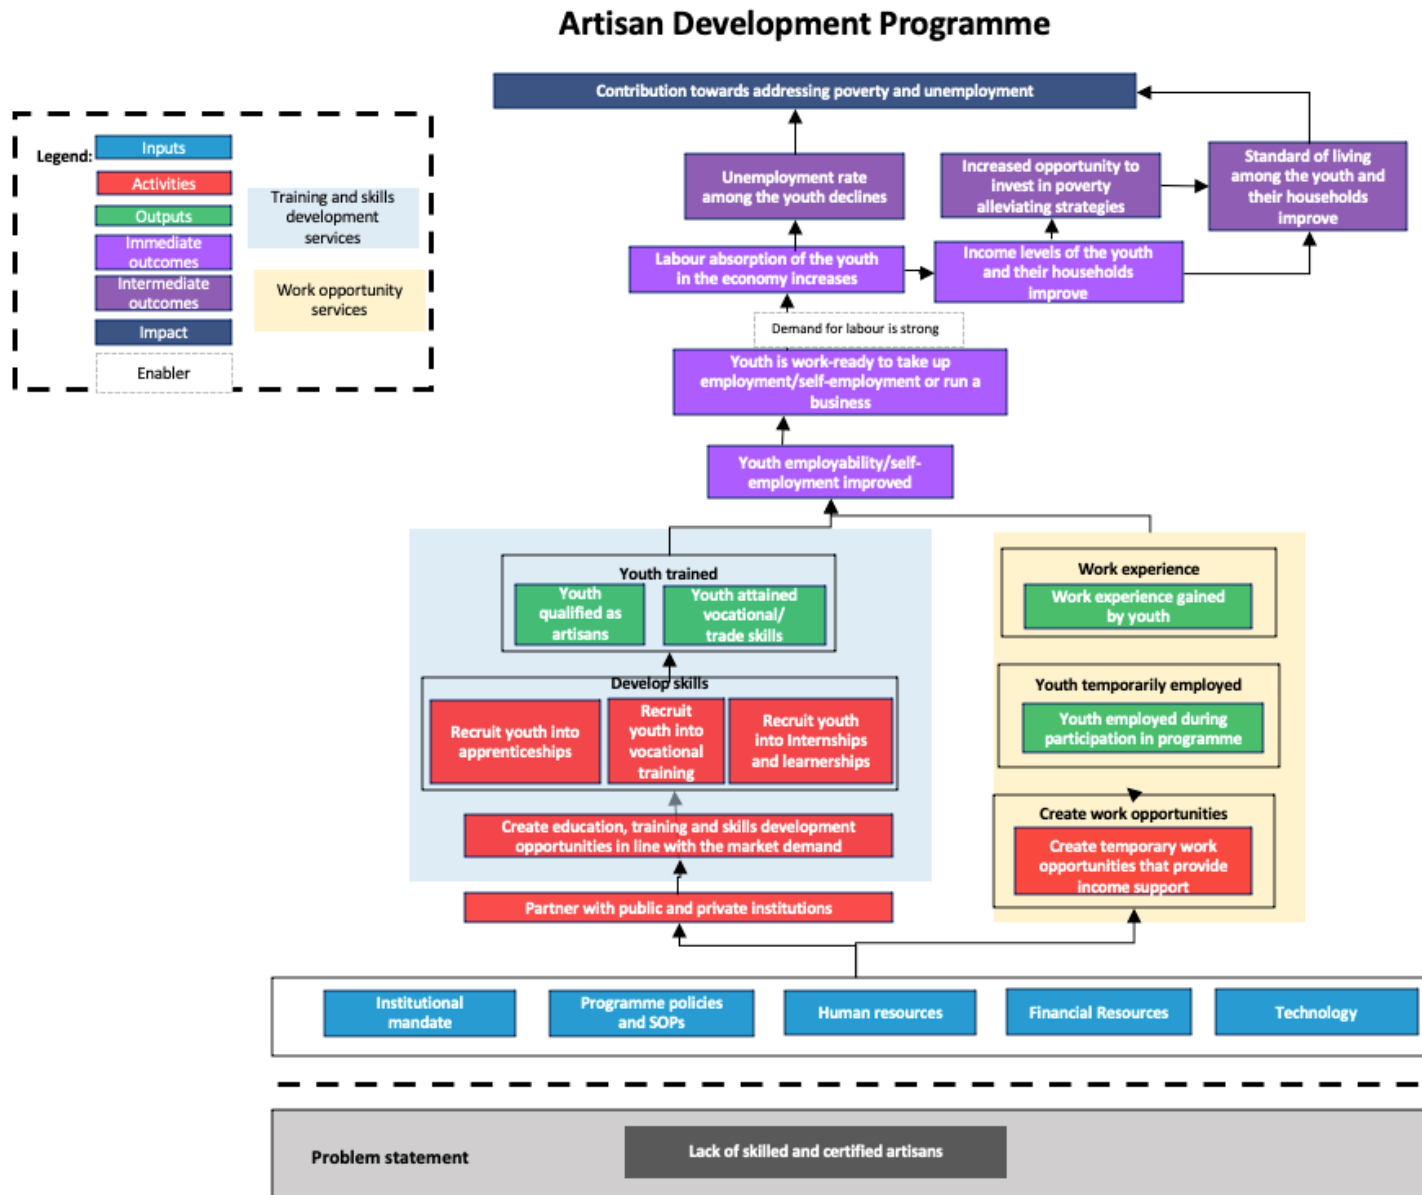 Artisan Development Programme
Contribution towards addressing poverty and unemployment
Legend:
Inputs
Activities
Outputs
Immediate
outcomes
Intermediate
outcomes
Impact
Enabler
Training and skills
development
services
Work opportunity
services
Unemployment rate
among the youth declines
Increased opportunity to
invest in poverty
alleviating strategies
Standard of living
among the youth and
their households
improve
Labour absorption of the youth
in the economy increases
Income levels of the youth
and their households
improve
Demand for labour is strong
Youth is work-ready to take up
employment/self-employment or run a
business
Youth employability/self-
employment improved
Youth trained
Youth
qualified as
artisans
Youth attained
vocational/
trade skills
Develop skills
Recruit youth into
apprenticeships
Recruit
youth into
vocational
training
Recruit youth
into Internships
and learnerships
Create education, training and skills development
opportunities in line with the market demand
Partner with public and private institutions
Work experience
Work experience gained
by youth
Youth temporarily employed
Youth employed during
participation in programme
Create work opportunities
Create temporary work
opportunities that provide
income support
Institutional
mandate
Programme policies
and SOPs
Human resources
Financial Resources
Technology
Problem statement
Lack of skilled and certified artisans